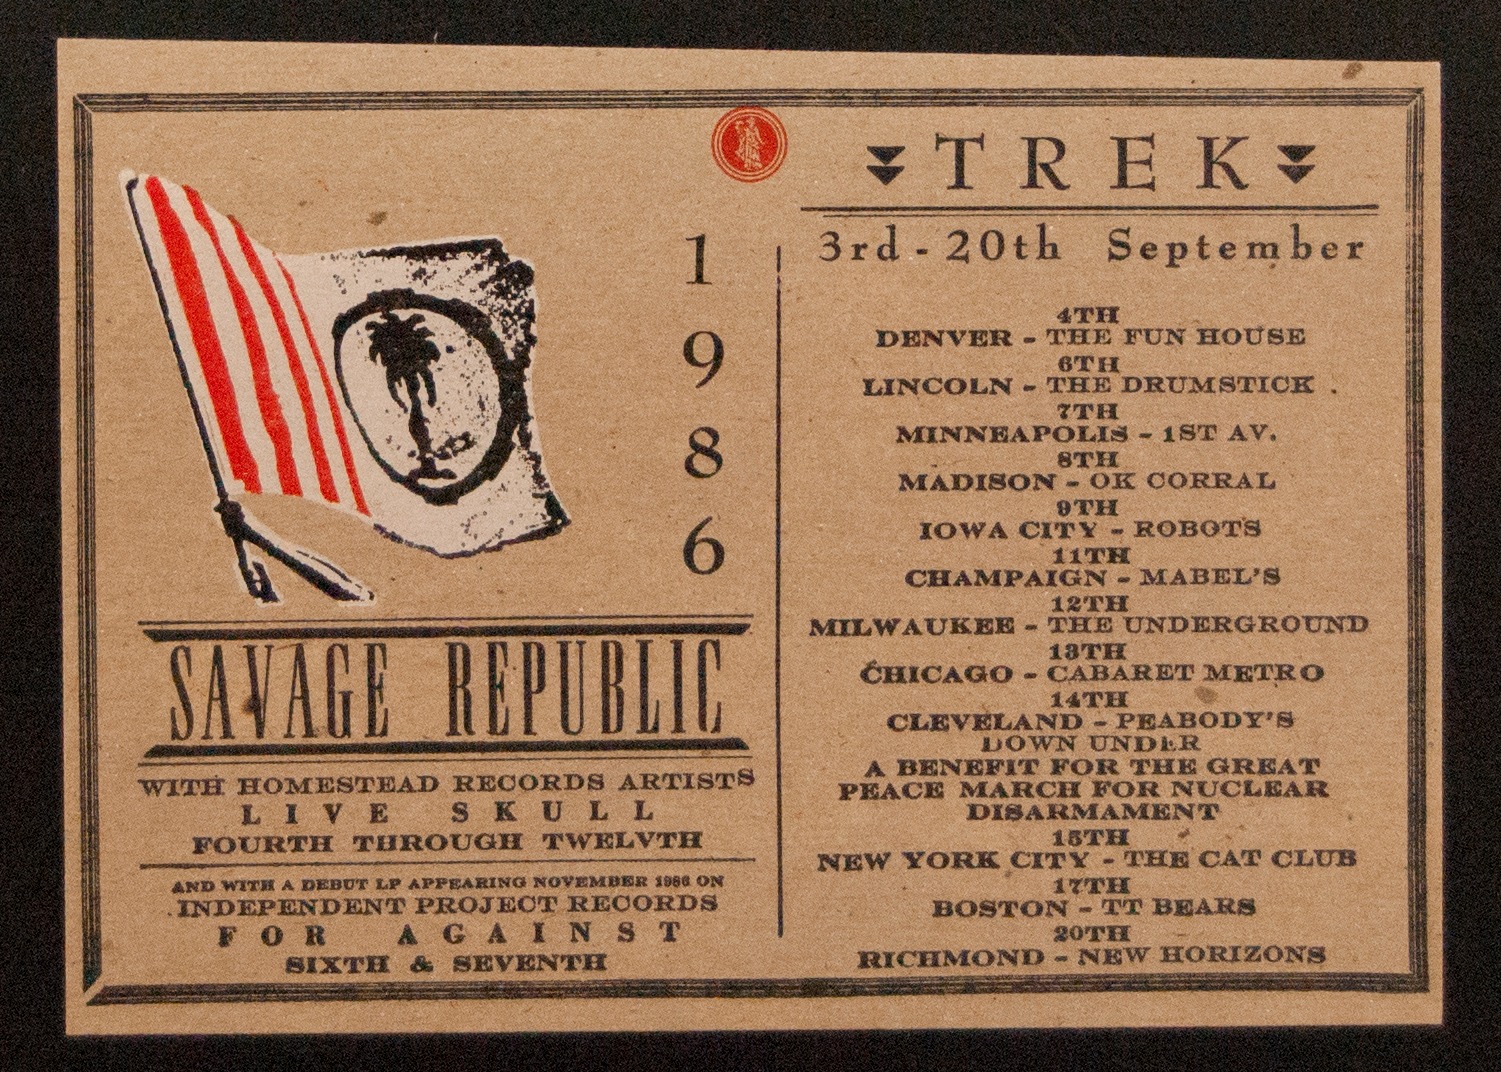 TREK
3rd - 20th September
1
9
8
6
4TH
DENVER - THE FUN HOUSE
6TH
LINCOLN - THE DRUMSTICK
7TH
MINNEAPOLIS - 1ST AV.
8TH
MADISON - OK CORRAL
9TH
IOWA CITY - ROBOTS
11TH
CHAMPAIGN - MABEL'S
12TH
MILWAUKEE - THE UNDERGROUND
13TH
CHICAGO - CABARET METRO
14TH
CLEVELAND - PEABODY'S
DOWN UNDER
A BENEFIT FOR THE GREAT
PEACE MARCH FOR NUCLEAR
DISARMAMENT
15TH
NEW YORK CITY - THE CAT CLUB
17TH
BOSTON - TT BEARS
20TH
RICHMOND - NEW HORIZONS
SAVAGE REPUBLIC
WITH HOMESTEAD RECORDS ARTISTS
LIVE SKULL
FOURTH THROUGH TWELVTH
AND WITH A DEBUT LP APPEARING NOVEMBER 1986 ON
INDEPENDENT PROJECT RECORDS
FOR AGAINST
SIXTH & SEVENTH